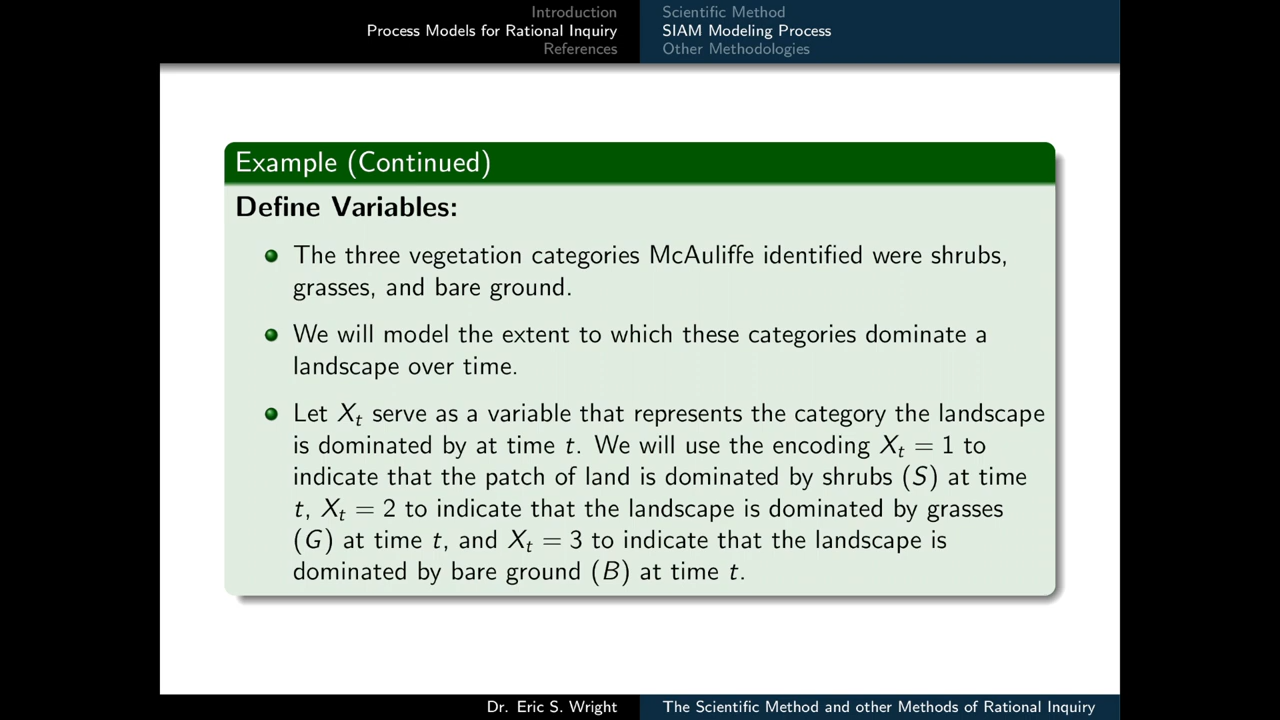 Introduction
Process Models for Rational Inquiry
References
Scientific Method
SIAM Modeling Process
Other Methodologies
Example (Continued)
Define Variables:
The three vegetation categories McAuliffe identified were shrubs,
grasses, and bare ground.
We will model the extent to which these categories dominate a
landscape over time.
Let Xₜ serve as a variable that represents the category the landscape
is dominated by at time t. We will use the encoding Xₜ = 1 to
indicate that the patch of land is dominated by shrubs (S) at time
t, Xₜ = 2 to indicate that the landscape is dominated by grasses
(G) at time t, and Xₜ = 3 to indicate that the landscape is
dominated by bare ground (B) at time t.
Dr. Eric S. Wright
The Scientific Method and other Methods of Rational Inquiry